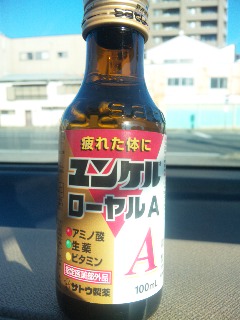 疲れた体に
ユンケル
ローヤルA
アミノ酸
生薬
ビタミン
A
指定医薬部外品
サトウ製薬
100mL